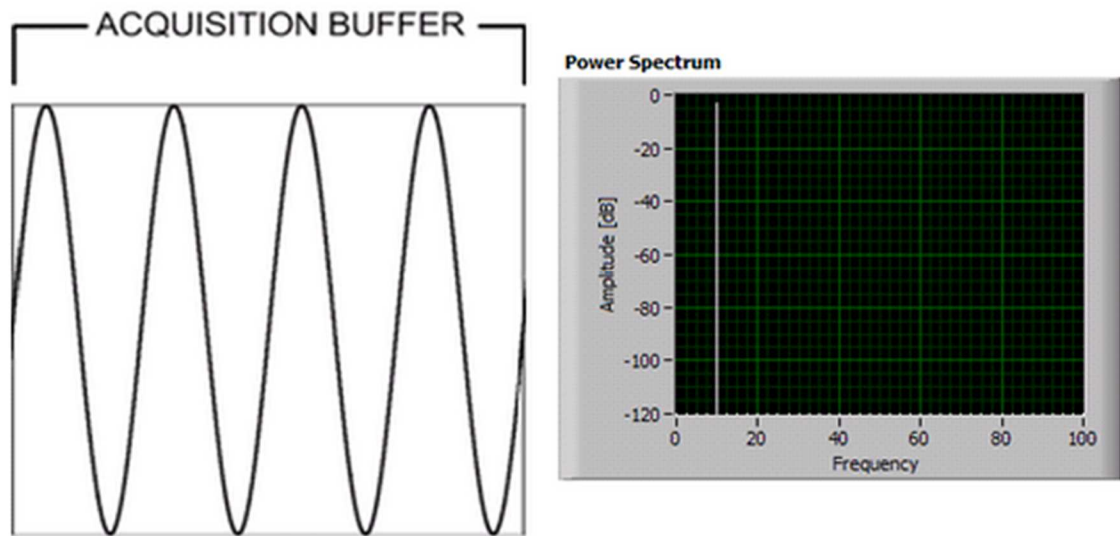 ACQUISITION BUFFER
Power Spectrum
Amplitude [dB]
0
-20
-40
-60
-80
-100
-120
0 20 40 60 80 100
Frequency